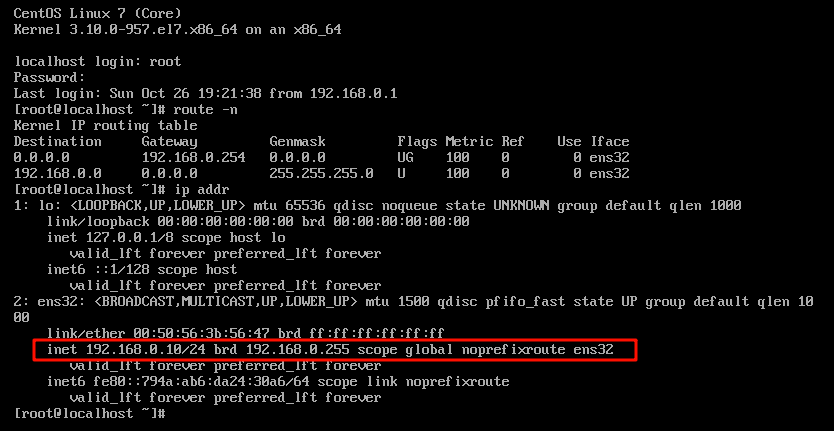 CentOS Linux 7 (Core)
Kernel 3.10.0-957.el7.x86_64 on an x86_64
localhost login: root
Password:
Last login: Sun Oct 26 19:21:38 from 192.168.0.1
[root@localhost ~]# route -n
Kernel IP routing table
Destination     Gateway         Genmask         Flags Metric Ref    Use Iface
0.0.0.0         192.168.0.254   0.0.0.0         UG    100    0        0 ens32
192.168.0.0     0.0.0.0         255.255.255.0   U     100    0        0 ens32
[root@localhost ~]# ip addr
1: lo: <LOOPBACK,UP,LOWER_UP> mtu 65536 qdisc noqueue state UNKNOWN group default qlen 1000
    link/loopback 00:00:00:00:00:00 brd 00:00:00:00:00:00
    inet 127.0.0.1/8 scope host lo
       valid_lft forever preferred_lft forever
    inet6 ::1/128 scope host
       valid_lft forever preferred_lft forever
2: ens32: <BROADCAST,MULTICAST,UP,LOWER_UP> mtu 1500 qdisc pfifo_fast state UP group default qlen 10
00
    link/ether 00:50:56:3b:56:47 brd ff:ff:ff:ff:ff:ff
    inet 192.168.0.10/24 brd 192.168.0.255 scope global noprefixroute ens32
       valid_lft forever preferred_lft forever
    inet6 fe80::794a:ab6:da24:30a6/64 scope link noprefixroute
       valid_lft forever preferred_lft forever
[root@localhost ~]#